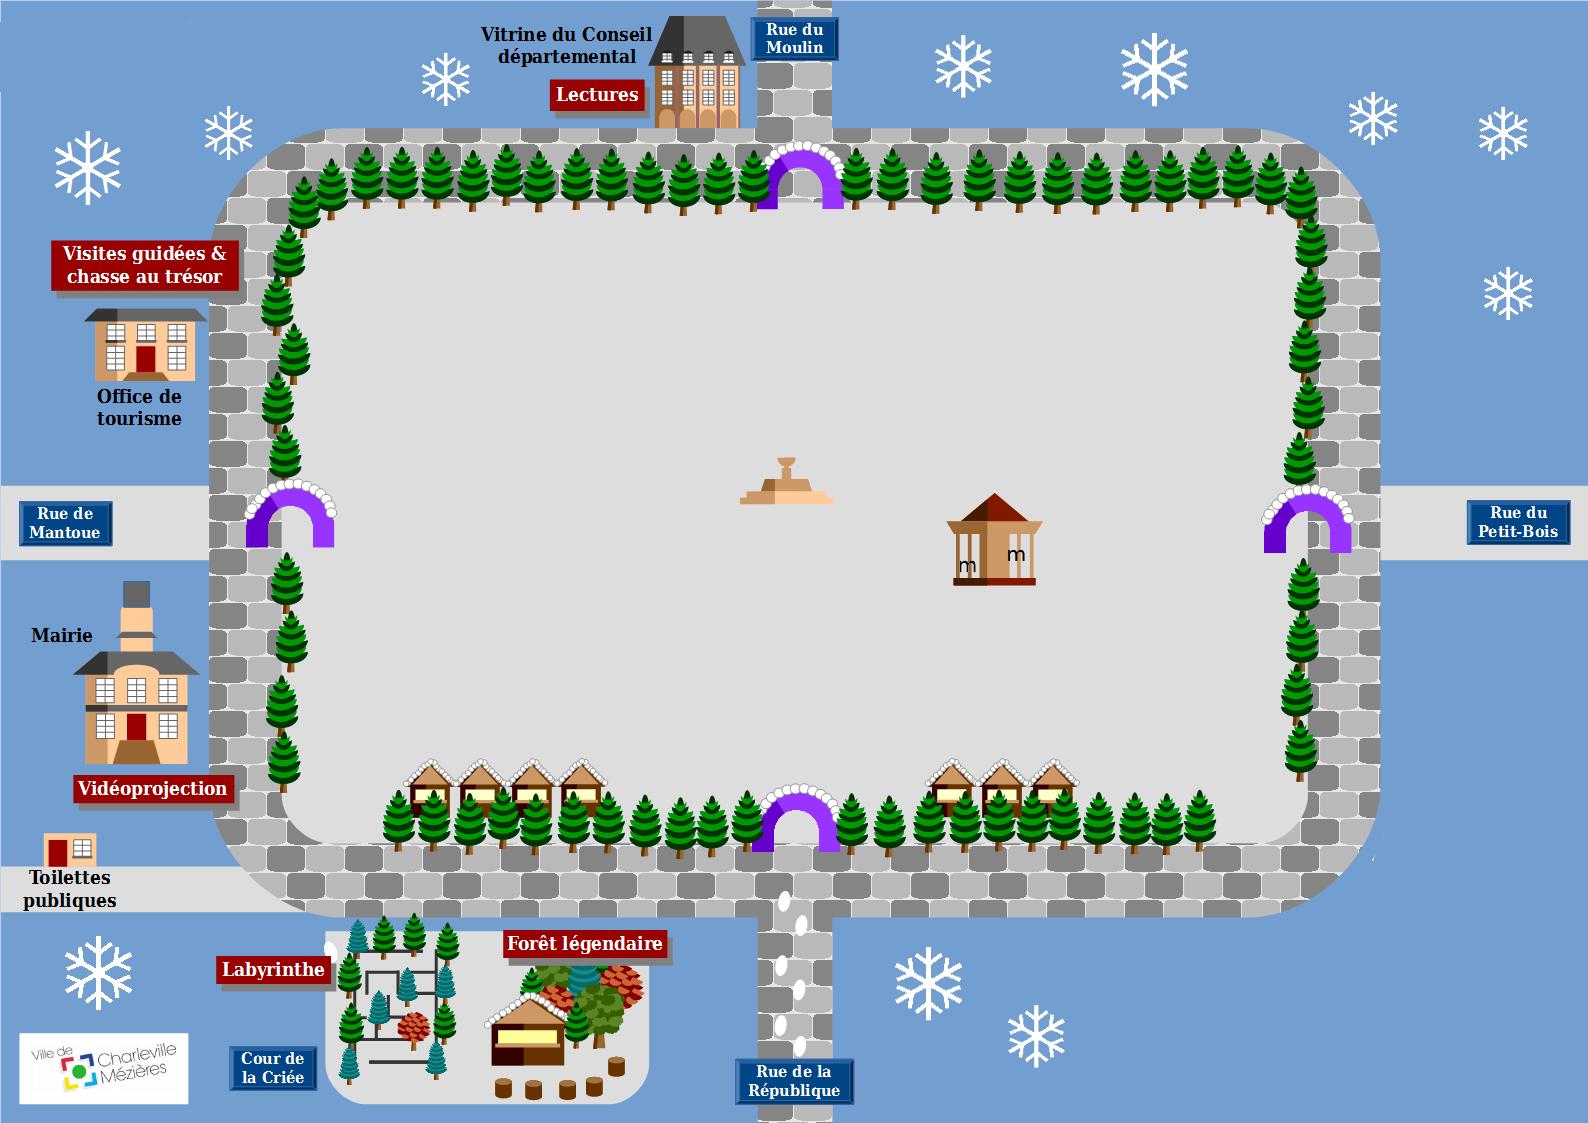 Vitrine du Conseil
départemental
Lectures
Rue du
Moulin
Visites guidées &
chasse au trésor
Office de
tourisme
Rue de
Mantoue
Rue du
Petit-Bois
m
m
Mairie
Vidéoprojection
Toilettes
publiques
Labyrinthe
Forêt légendaire
Cour de
la Criée
Rue de la
République
Ville de
Charleville
Mézières